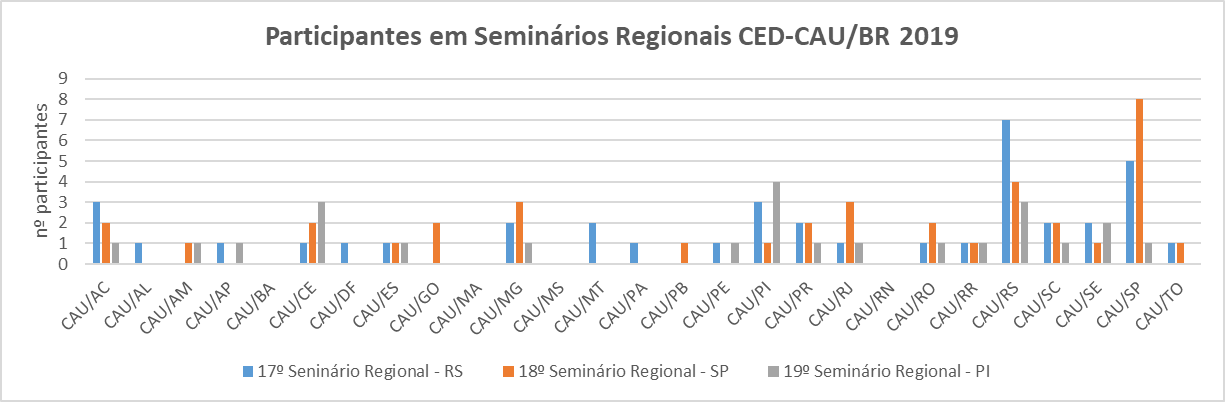 Participantes em Seminários Regionais CED-CAU/BR 2019
nº participantes
9
8
7
6
5
4
3
2
1
0
CAU/AC
CAU/AL
CAU/AM
CAU/AP
CAU/BA
CAU/CE
CAU/DF
CAU/ES
CAU/GO
CAU/MA
CAU/MG
CAU/MS
CAU/MT
CAU/PA
CAU/PB
CAU/PE
CAU/PI
CAU/PR
CAU/RJ
CAU/RN
CAU/RO
CAU/RR
CAU/RS
CAU/SC
CAU/SE
CAU/SP
CAU/TO
17º Seninário Regional - RS
18º Seminário Regional - SP
19º Seminário Regional - PI